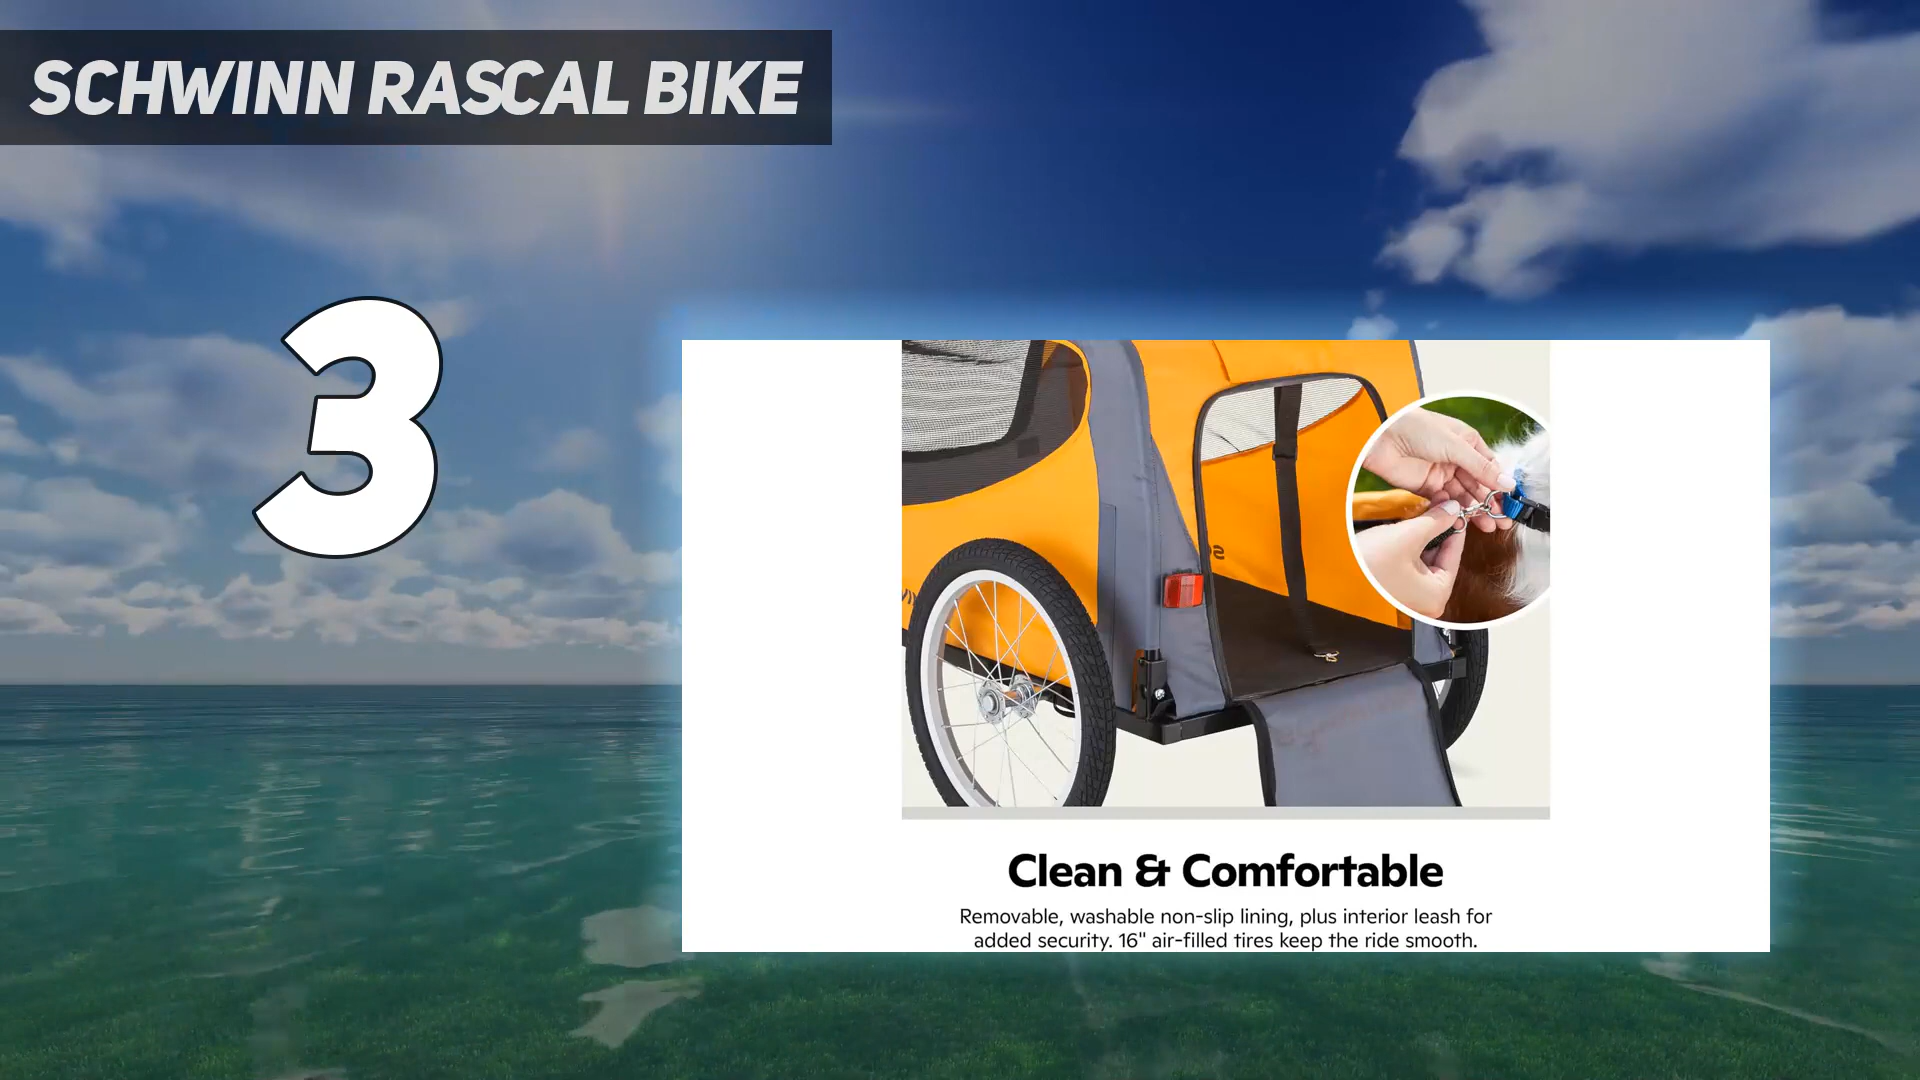 SCHWINN RASCAL BIKE
3
Clean & Comfortable
Removable, washable non-slip lining, plus interior leash for
added security. 16" air-filled tires keep the ride smooth.